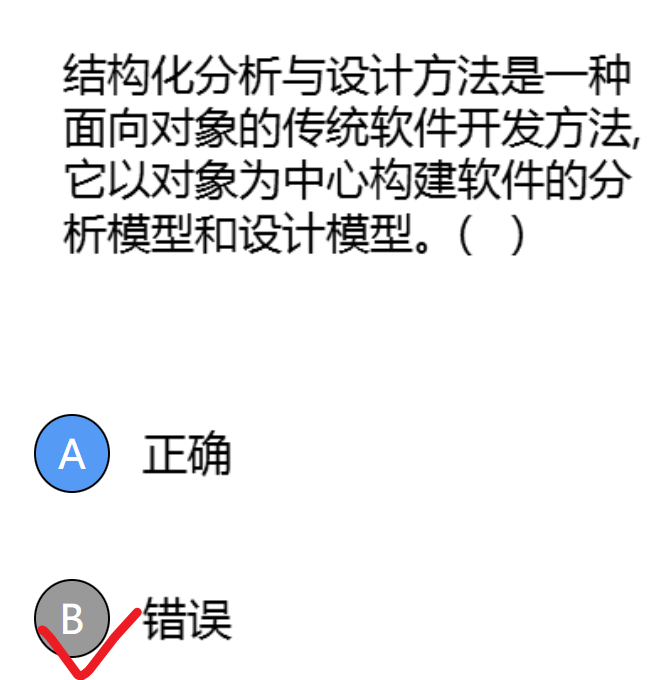 结构化分析与设计方法是一种
面向对象的传统软件开发方法,
它以对象为中心构建软件的分
析模型和设计模型。(  )
A 正确
B 错误